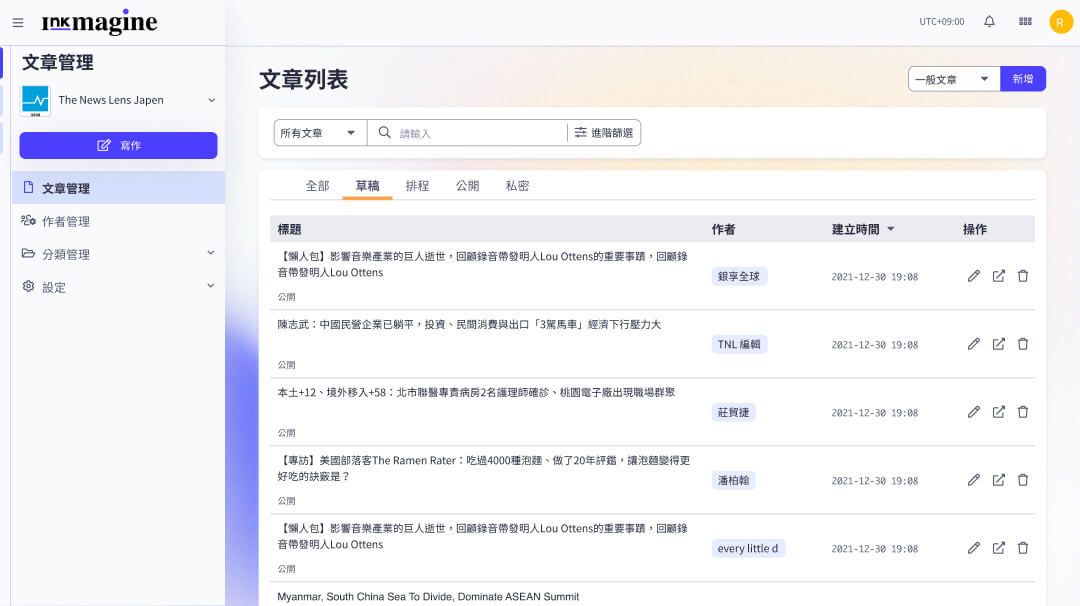 Inkmagine
UTC+09:00
R
文章管理
The News Lens Japen
寫作
文章管理
作者管理
分類管理
設定
文章列表
一般文章
新增
所有文章
請輸入
進階篩選
全部
草稿
排程
公開
私密
標題
作者
建立時間
操作
【懶人包】影響音樂產業的巨人逝世，回顧錄音帶發明人Lou Ottens的重要事蹟，回顧錄
音帶發明人Lou Ottens
公開
銀享全球
2021-12-30 19:08
陳志武：中國民營企業已躺平，投資、民間消費與出口「3駕馬車」經濟下行壓力大
公開
TNL 編輯
2021-12-30 19:08
本土+12、境外移入+58：北市聯醫專責病房2名護理師確診、桃園電子廠出現職場群聚
公開
莊賀捷
2021-12-30 19:08
【專訪】美國部落客The Ramen Rater：吃過4000種泡麵、做了20年評鑑，讓泡麵變得更
好吃的訣竅是？
公開
潘柏翰
2021-12-30 19:08
【懶人包】影響音樂產業的巨人逝世，回顧錄音帶發明人Lou Ottens的重要事蹟，回顧錄
音帶發明人Lou Ottens
公開
every little d
2021-12-30 19:08
Myanmar, South China Sea To Divide, Dominate ASEAN Summit